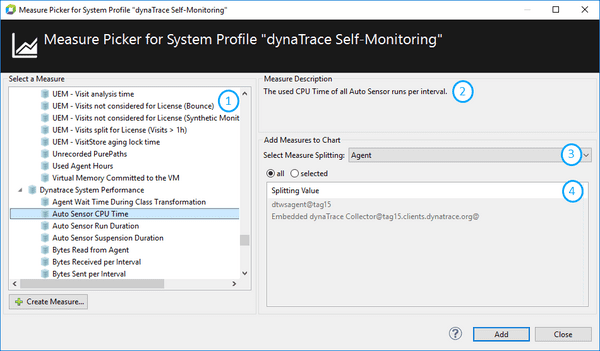 Measure Picker for System Profile "dynaTrace Self-Monitoring"
Measure Picker for System Profile "dynaTrace Self-Monitoring"
Select a Measure
UEM - Visit analysis time
UEM - Visits not considered for License (Bounce)
UEM - Visits not considered for License (Synthetic Monit
UEM - Visits split for License (Visits > 1h)
UEM - VisitStore aging lock time
Unrecorded PurePaths
Used Agent Hours
Virtual Memory Committed to the VM
Dynatrace System Performance
Agent Wait Time During Class Transformation
Auto Sensor CPU Time
Auto Sensor Run Duration
Auto Sensor Suspension Duration
Bytes Read from Agent
Bytes Received per Interval
Bytes Sent per Interval
1
Create Measure...
Measure Description
The used CPU Time of all Auto Sensor runs per interval.
2
Add Measures to Chart
Select Measure Splitting: Agent
3
all selected
Splitting Value
4
dtwsagent@tag15
Embedded dynaTrace Collector@tag15.clients.dynatrace.org@
? Add Close